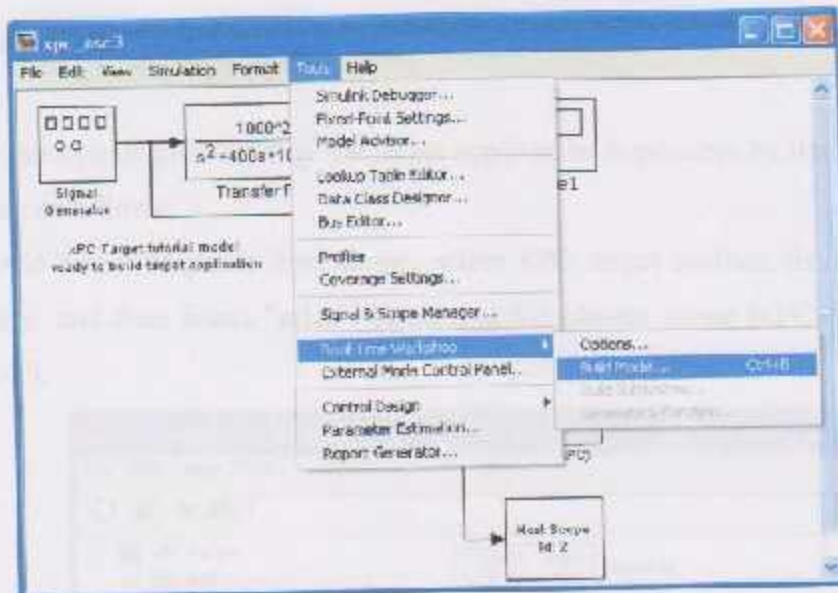 xpc_osc3
File Edit View Simulation Format Tools Help
Simulink Debugger...
Fixed-Point Settings...
Model Advisor...
Lookup Table Editor...
Data Class Designer...
Bus Editor...
Profiler
Coverage Settings...
Signal & Scope Manager...
Real-Time Workshop
External Mode Control Panel...
Control Design
Parameter Estimation...
Report Generator...
Options...
Build Model... Ctrl+B
1000^2
s^2+400s+10
Transfer F
Signal
Generator
xPC Target tutorial model
ready to build target application
e1
PC)
Host Scope
Id: 2